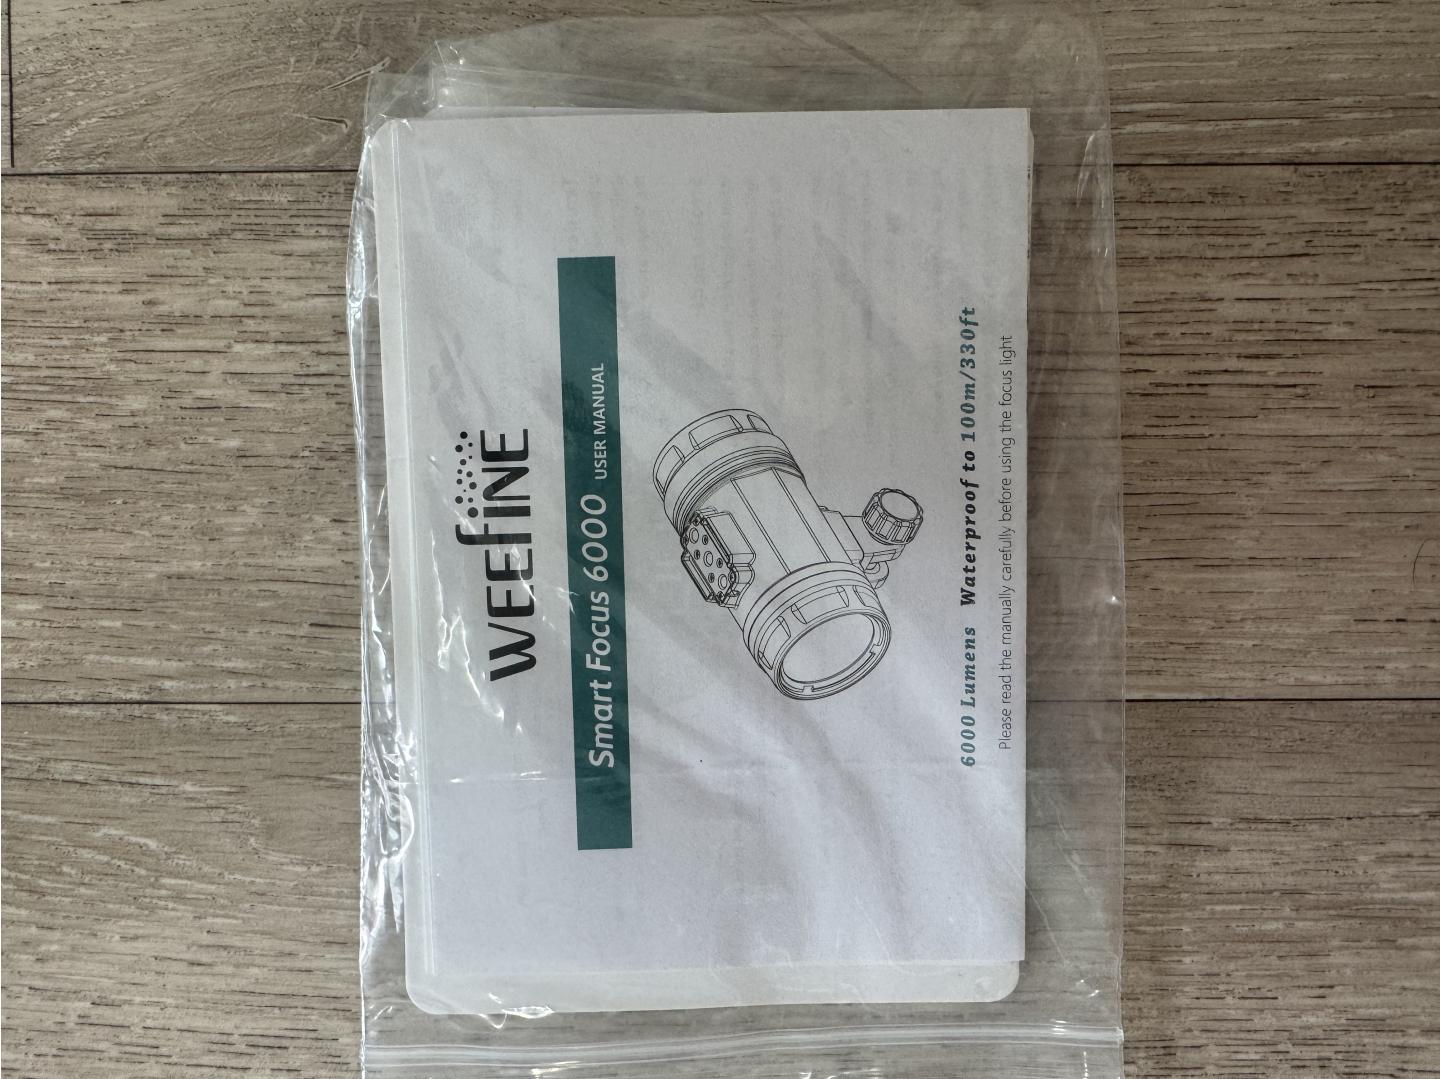 WEEFINE
Smart Focus 6000 USER MANUAL
6000 Lumens Waterproof to 100m/330ft
Please read the manually carefully before using the focus light